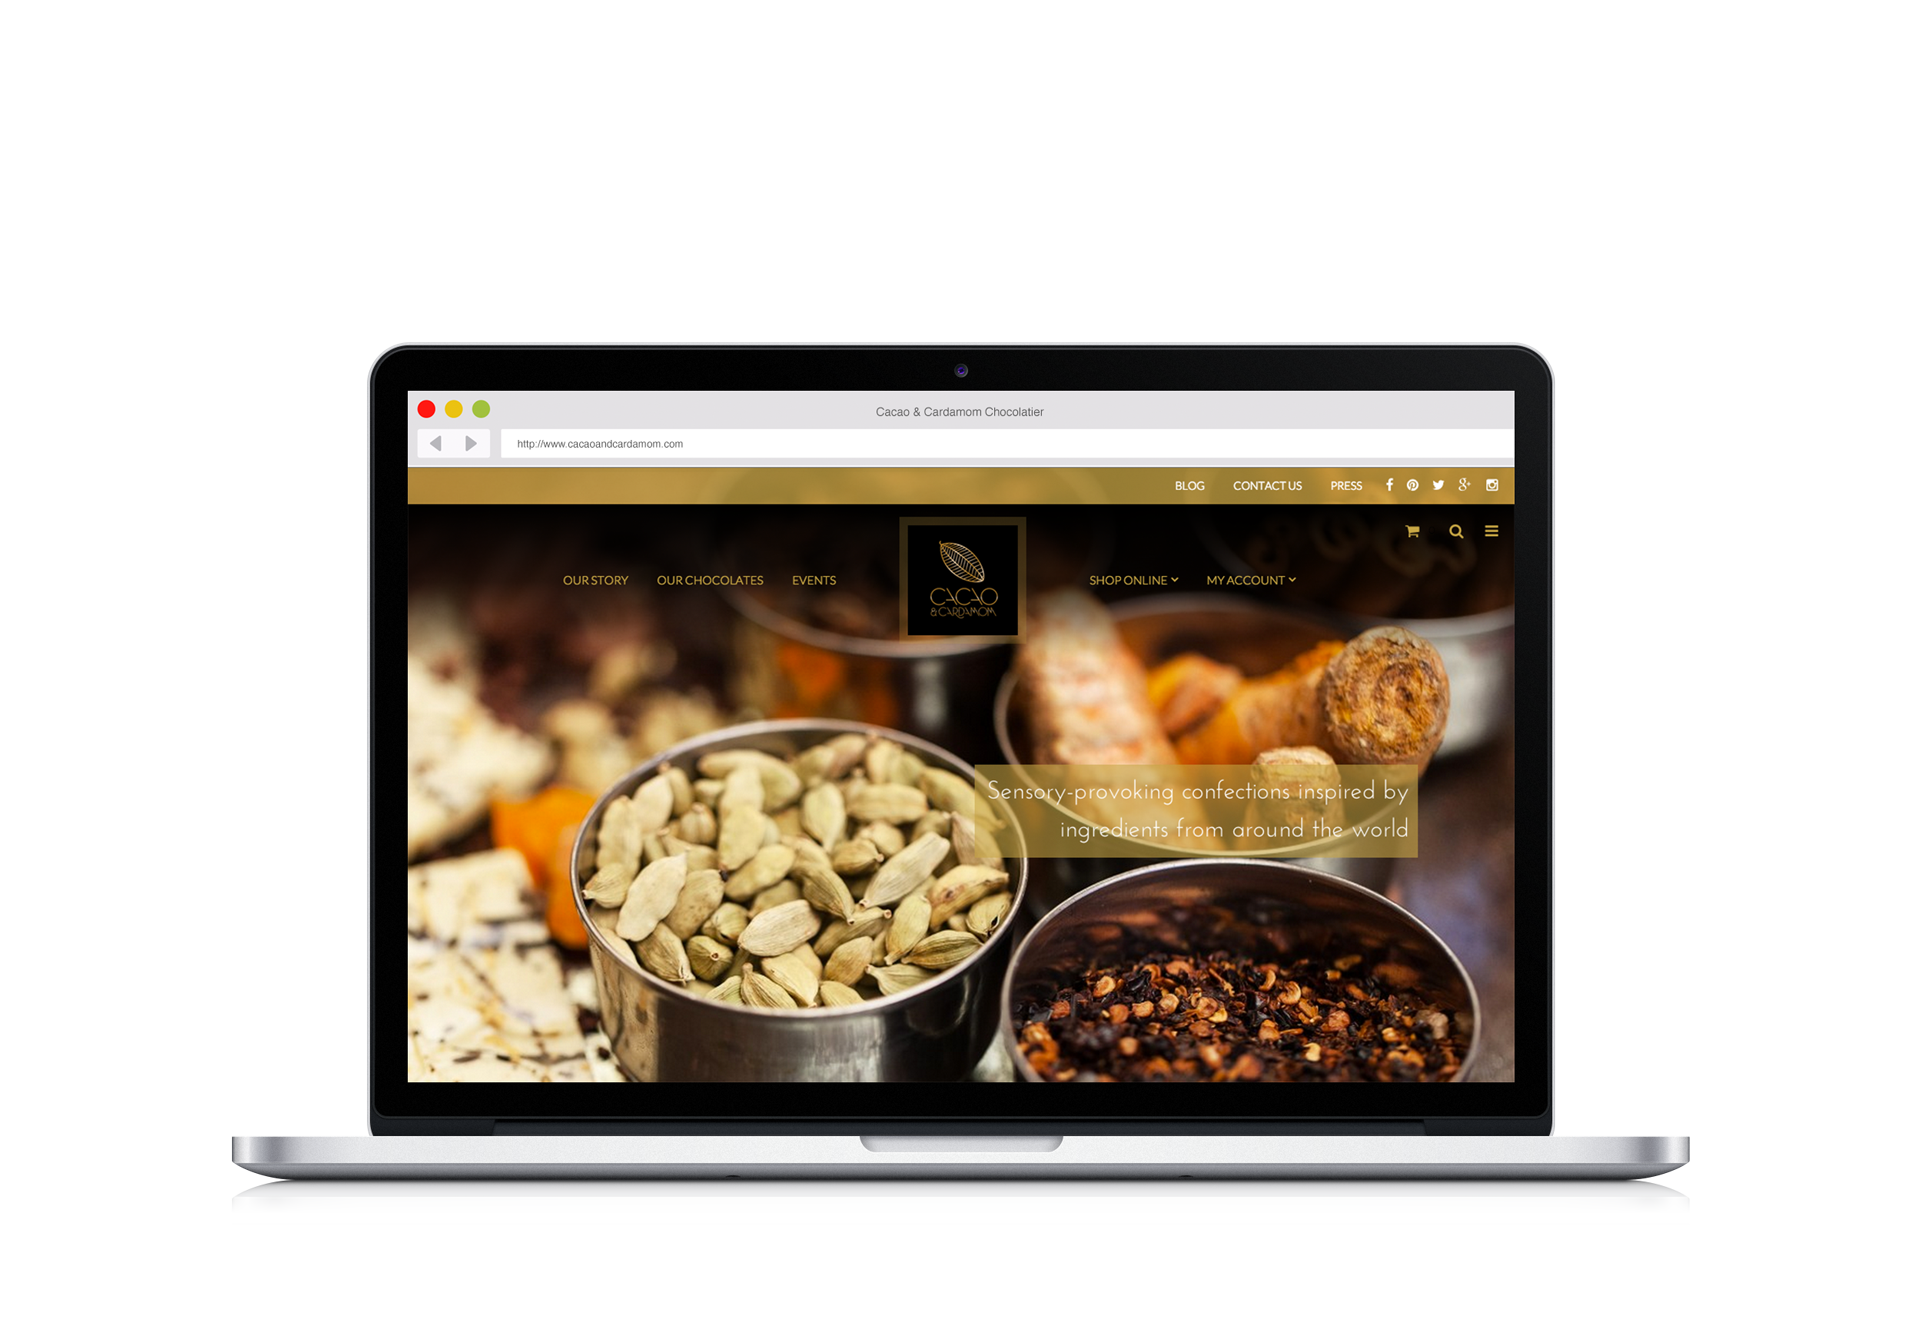 Cacao & Cardamom Chocolatier
http://www.cacaoandcardamom.com
BLOG CONTACT US PRESS
OUR STORY OUR CHOCOLATES EVENTS
CACAO
& CARDAMOM
SHOP ONLINE MY ACCOUNT
Sensory-provoking confections inspired by
ingredients from around the world